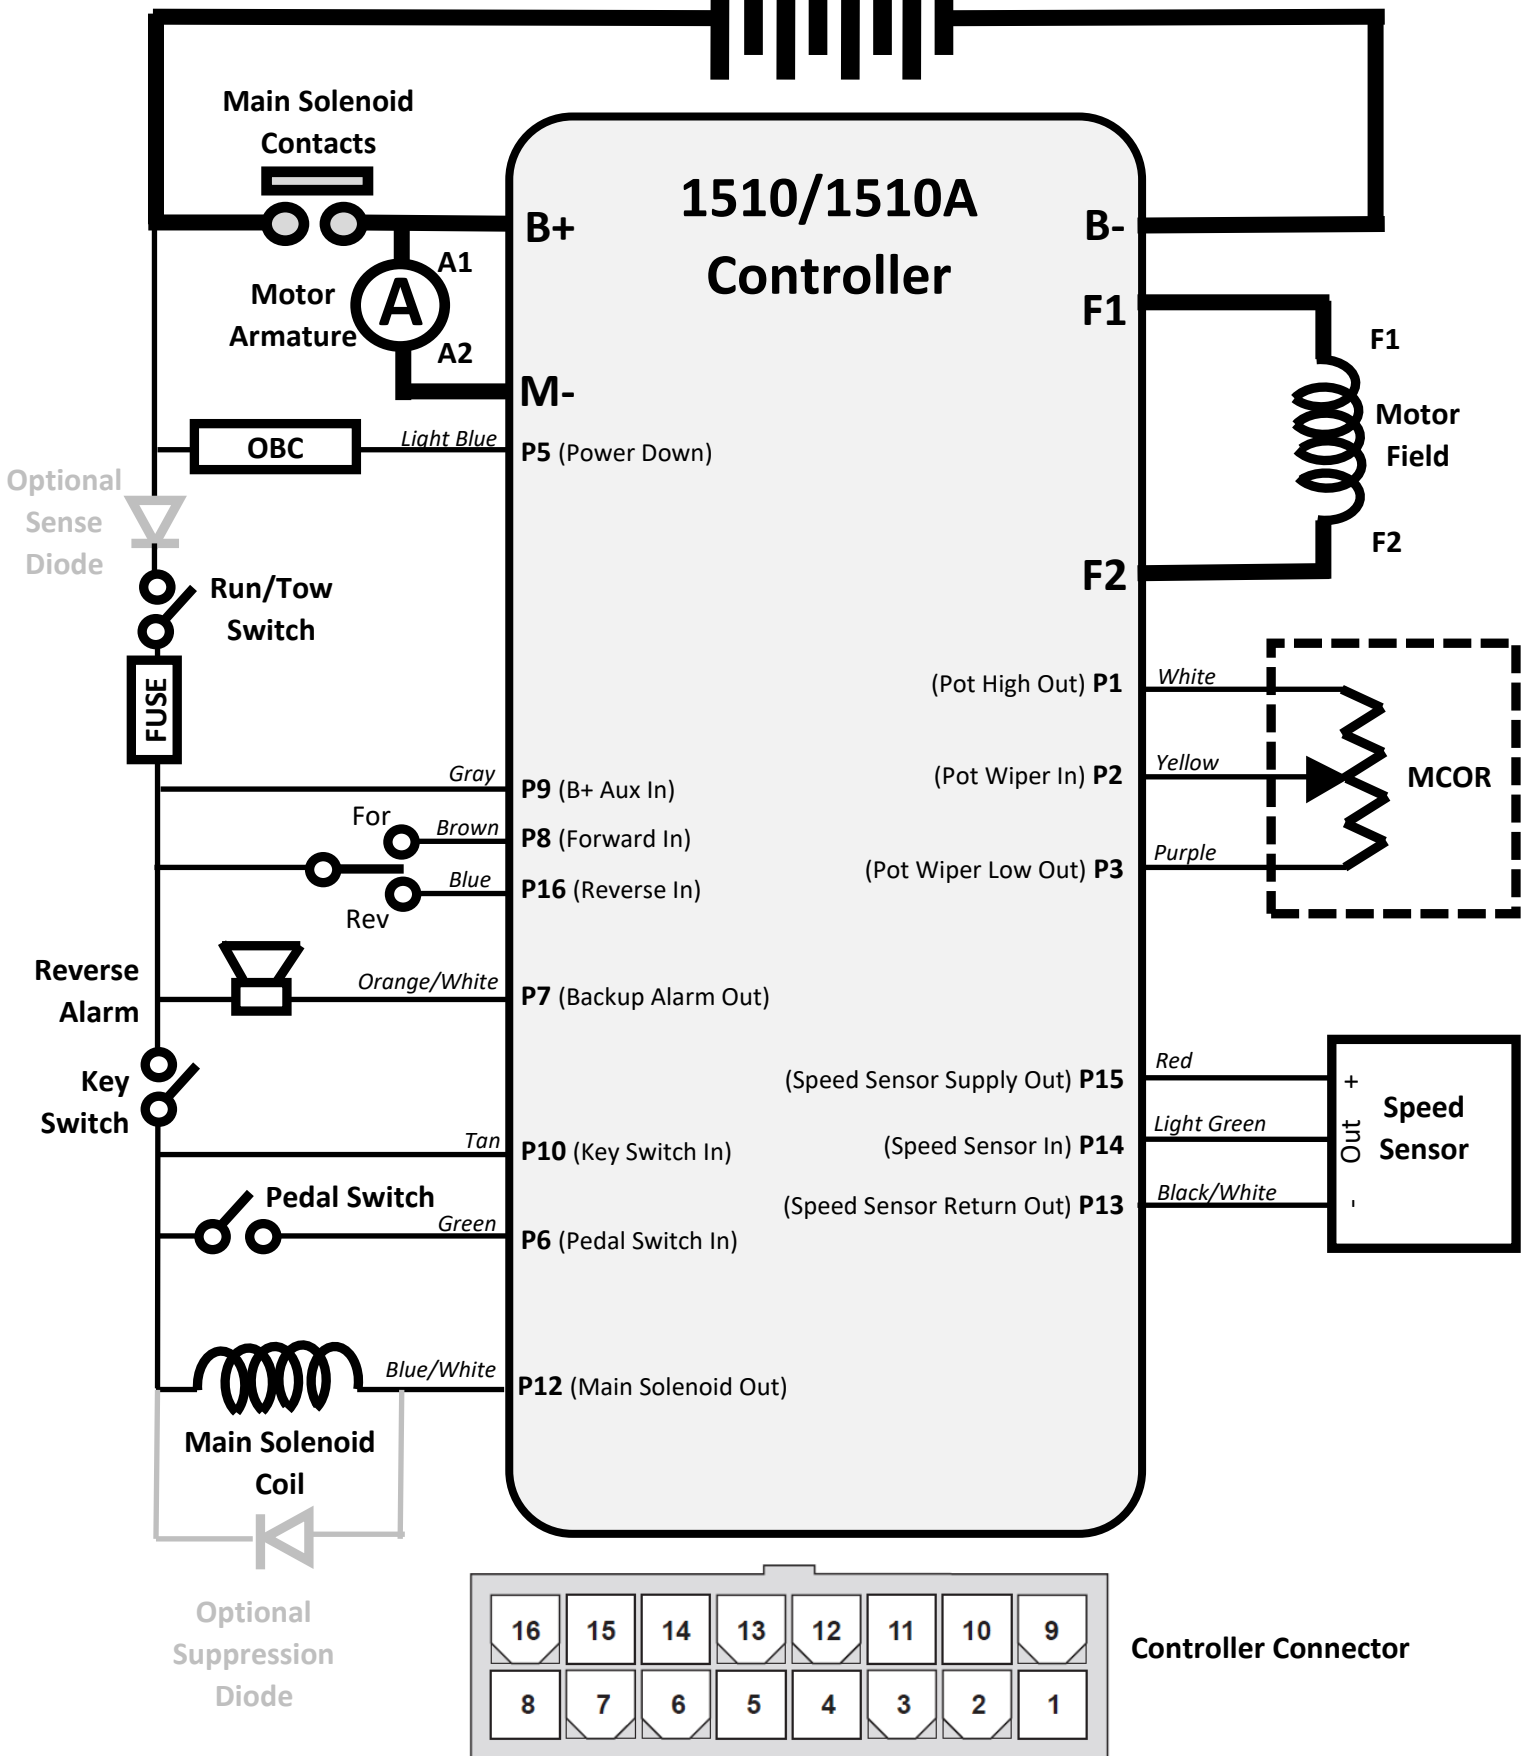 Main Solenoid
Contacts
1510/1510A
Controller
B+
B-
A1
A
Motor
Armature
A2
M-
F1
F1
Motor
Field
F2
F2
OBC
Light Blue
P5 (Power Down)
Optional
Sense
Diode
Run/Tow
Switch
FUSE
(Pot High Out) P1
White
(Pot Wiper In) P2
Yellow
MCOR
(Pot Wiper Low Out) P3
Purple
Gray
P9 (B+ Aux In)
For
Brown
P8 (Forward In)
Blue
P16 (Reverse In)
Rev
Reverse
Alarm
Orange/White
P7 (Backup Alarm Out)
Key
Switch
Tan
P10 (Key Switch In)
(Speed Sensor Supply Out) P15
Red
+
(Speed Sensor In) P14
Light Green
Out
(Speed Sensor Return Out) P13
Black/White
-
Speed
Sensor
Pedal Switch
Green
P6 (Pedal Switch In)
Blue/White
P12 (Main Solenoid Out)
Main Solenoid
Coil
Optional
Suppression
Diode
16 15 14 13 12 11 10 9
8 7 6 5 4 3 2 1
Controller Connector